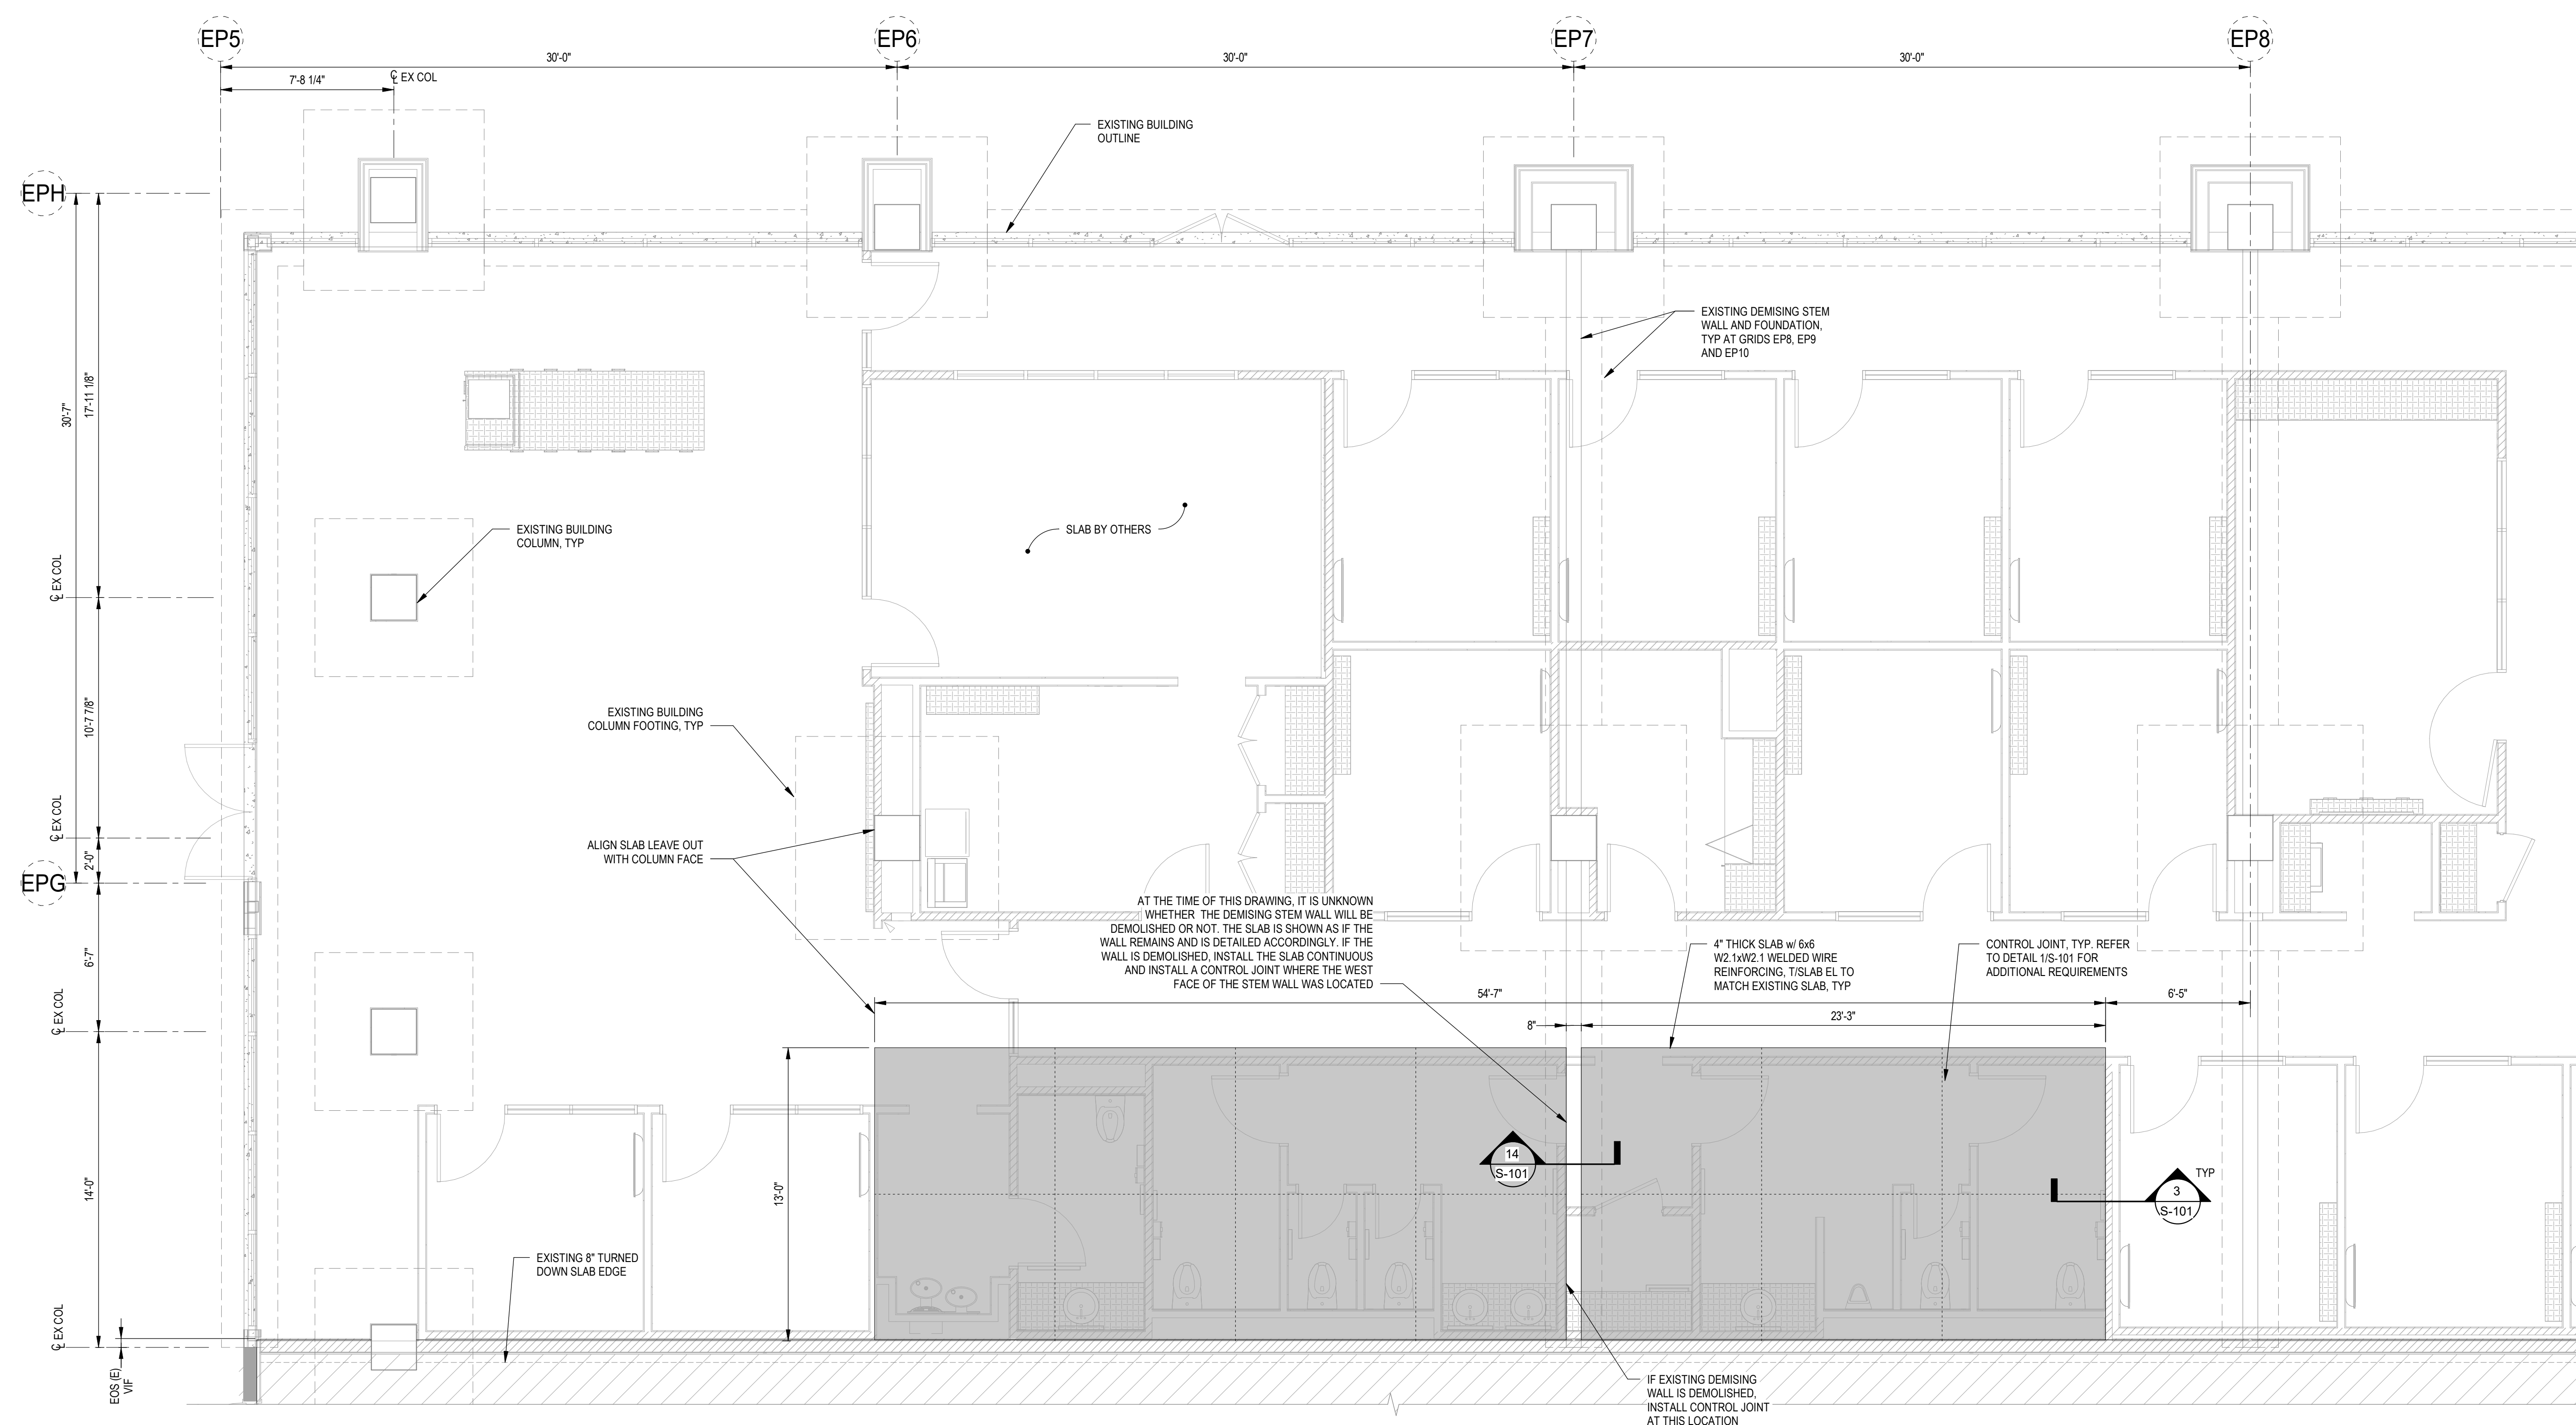 EP5
EP6
EP7
EP8
30'-0"
30'-0"
30'-0"
7'-8 1/4"
℄ EX COL
EXISTING BUILDING
OUTLINE
EPH
30'-7"
17'-11 1/8"
EXISTING DEMISING STEM
WALL AND FOUNDATION,
TYP AT GRIDS EP8, EP9
AND EP10
EXISTING BUILDING
COLUMN, TYP
SLAB BY OTHERS
℄ EX COL
10'-7 7/8"
EXISTING BUILDING
COLUMN FOOTING, TYP
℄ EX COL
2'-0"
ALIGN SLAB LEAVE OUT
WITH COLUMN FACE
EPG
AT THE TIME OF THIS DRAWING, IT IS UNKNOWN
WHETHER THE DEMISING STEM WALL WILL BE
DEMOLISHED OR NOT. THE SLAB IS SHOWN AS IF THE
WALL REMAINS AND IS DETAILED ACCORDINGLY. IF THE
WALL IS DEMOLISHED, INSTALL THE SLAB CONTINUOUS
AND INSTALL A CONTROL JOINT WHERE THE WEST
FACE OF THE STEM WALL WAS LOCATED
4" THICK SLAB w/ 6x6
W2.1xW2.1 WELDED WIRE
REINFORCING, T/SLAB EL TO
MATCH EXISTING SLAB, TYP
CONTROL JOINT, TYP. REFER
TO DETAIL 1/S-101 FOR
ADDITIONAL REQUIREMENTS
6'-7"
℄ EX COL
54'-7"
6'-5"
8"
23'-3"
14'-0"
13'-0"
14
S-101
TYP
3
S-101
EXISTING 8" TURNED
DOWN SLAB EDGE
℄ EX COL
EOS (E)
VIF
IF EXISTING DEMISING
WALL IS DEMOLISHED,
INSTALL CONTROL JOINT
AT THIS LOCATION